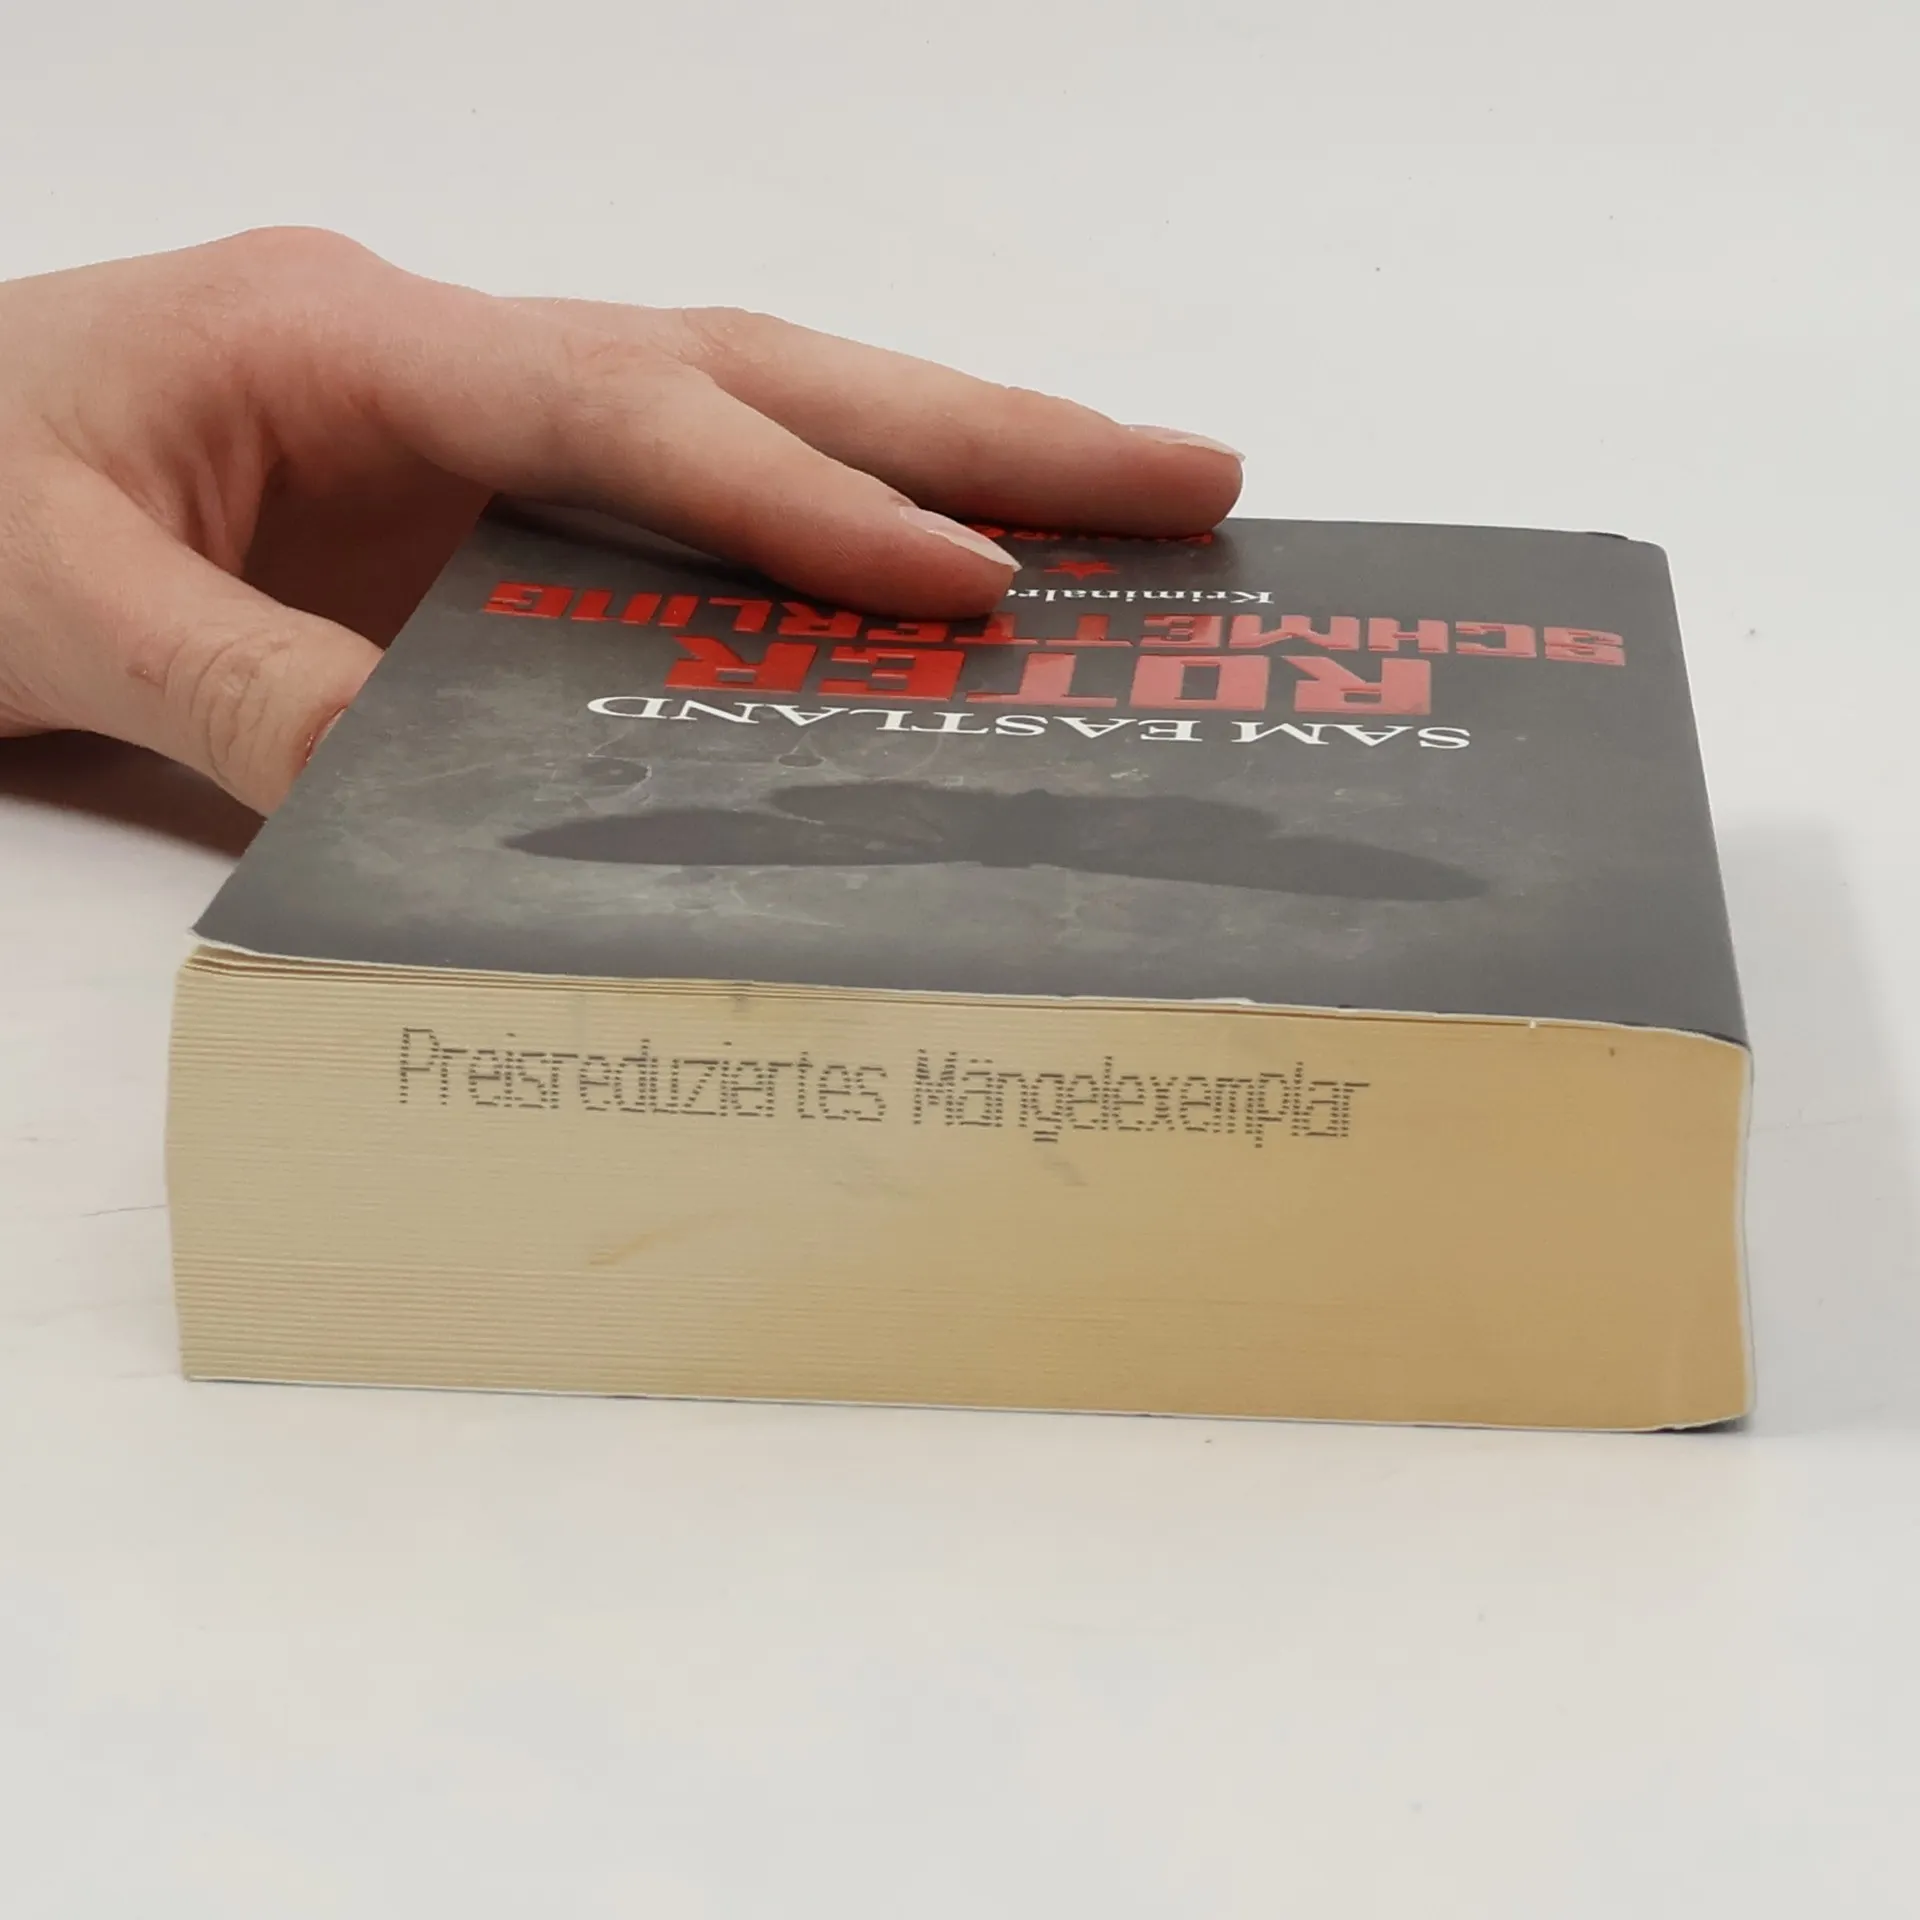 SAM EASTLAND
ROTER
SCHMETTERLING
Preisreduziertes Mängelexemplar